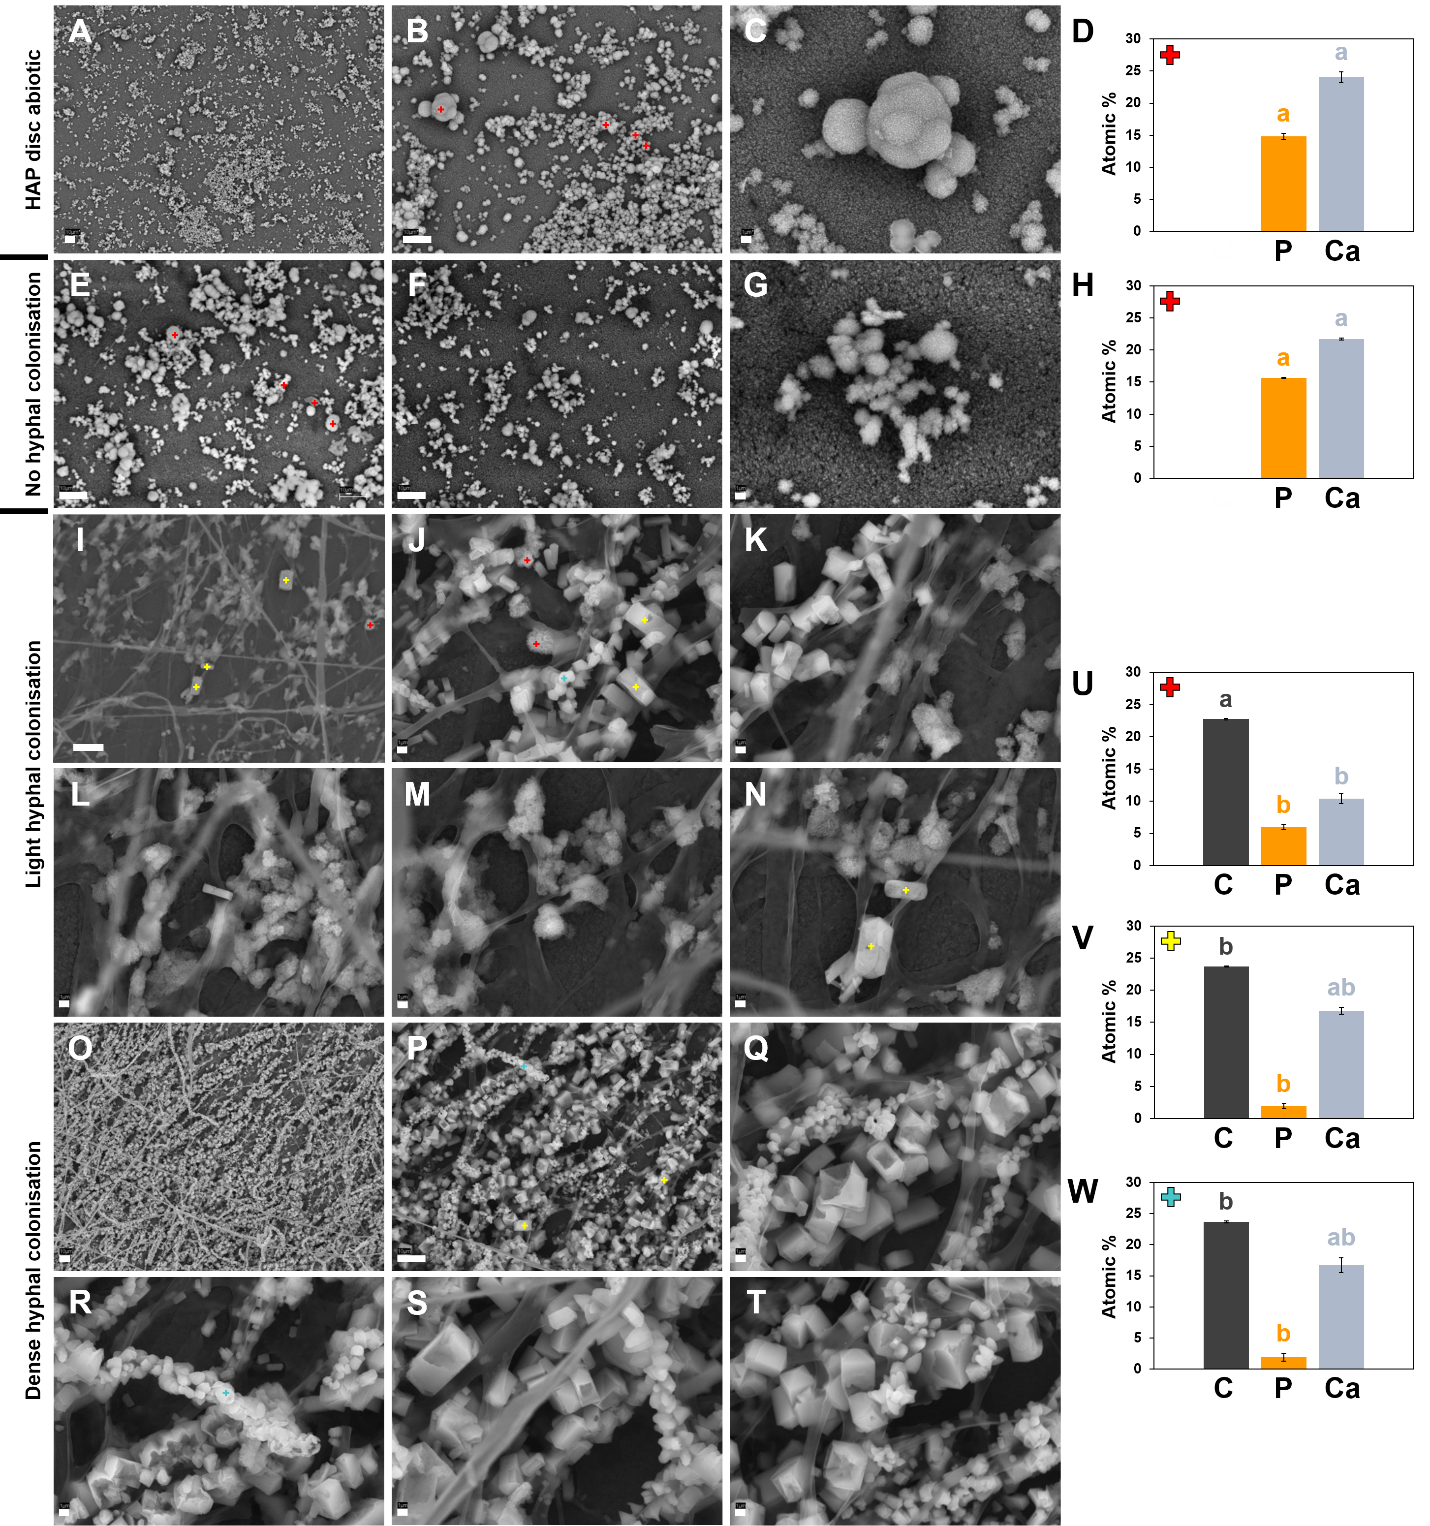 HAP disc abiotic
A
B
C
D
30
25
20
15
10
5
0
Atomic %
a
a
P
Ca
No hyphal colonisation
E
F
G
H
30
25
20
15
10
5
0
Atomic %
a
a
P
Ca
Light hyphal colonisation
I
J
K
L
M
N
U
30
25
20
15
10
5
0
Atomic %
a
b
b
C
P
Ca
V
30
25
20
15
10
5
0
Atomic %
b
b
ab
C
P
Ca
Dense hyphal colonisation
O
P
Q
R
S
T
W
30
25
20
15
10
5
0
Atomic %
b
b
ab
C
P
Ca